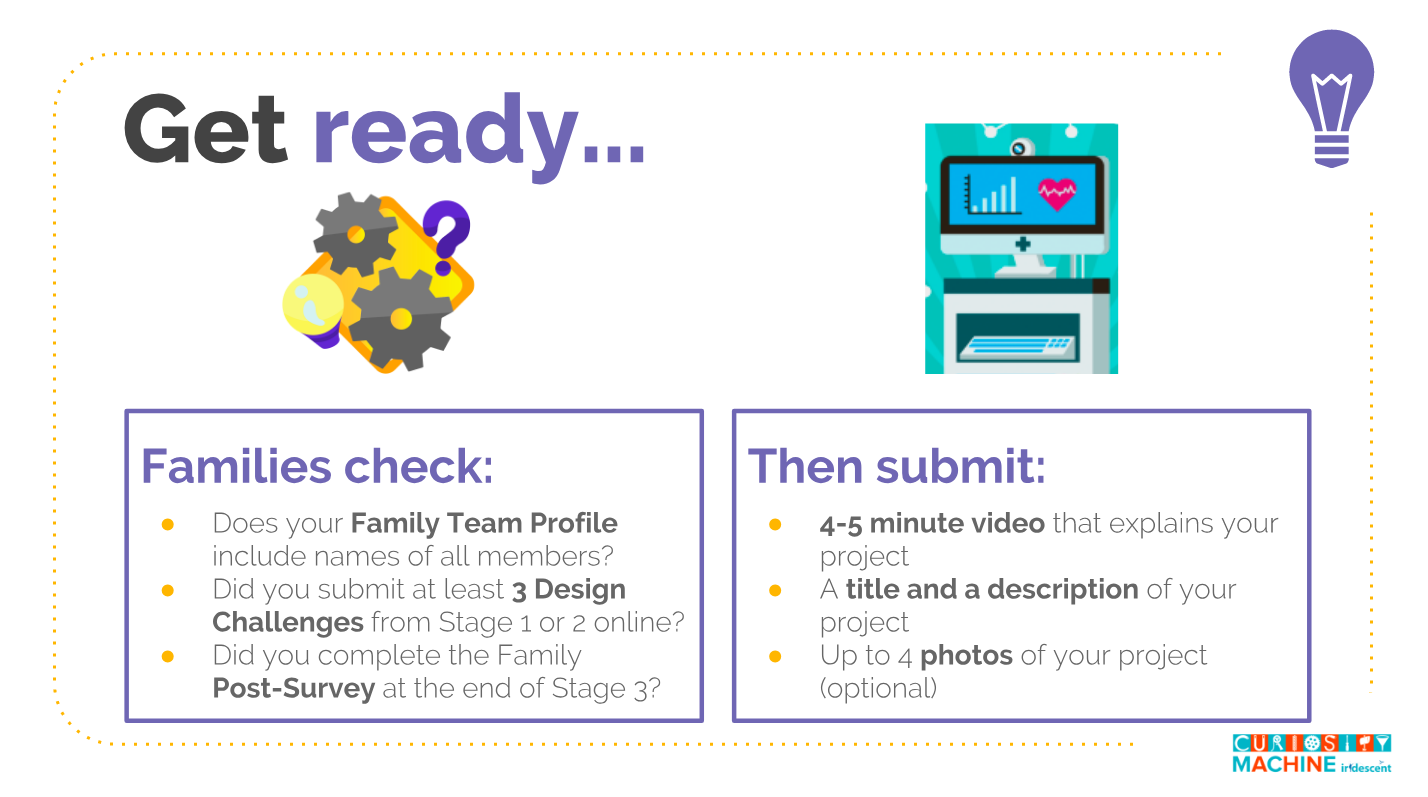 Get ready...
Families check:
● Does your Family Team Profile
include names of all members?
● Did you submit at least 3 Design
Challenges from Stage 1 or 2 online?
● Did you complete the Family
Post-Survey at the end of Stage 3?
Then submit:
● 4-5 minute video that explains your
project
● A title and a description of your
project
● Up to 4 photos of your project
(optional)
CURIOSITY
MACHINE iridescent